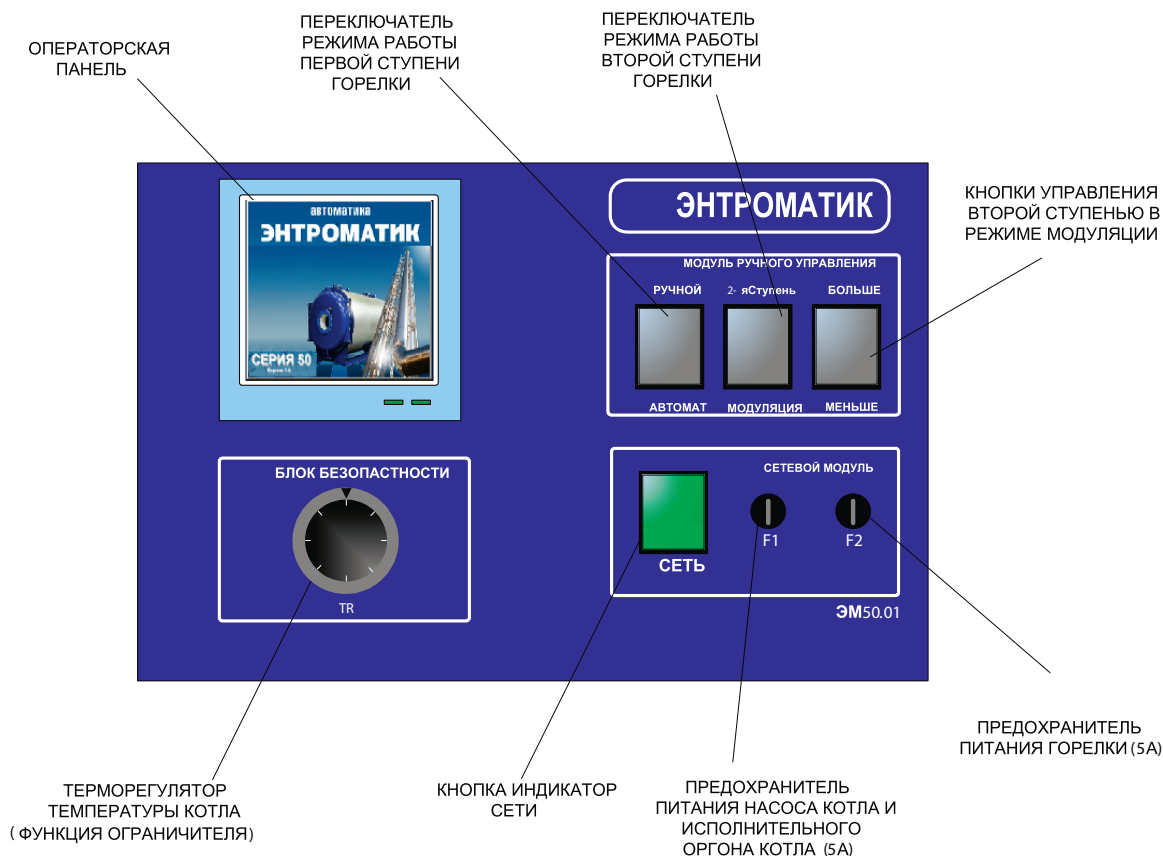 ОПЕРАТОРСКАЯ
ПАНЕЛЬ
ПЕРЕКЛЮЧАТЕЛЬ
РЕЖИМА РАБОТЫ
ПЕРВОЙ СТУПЕНИ
ГОРЕЛКИ
ПЕРЕКЛЮЧАТЕЛЬ
РЕЖИМА РАБОТЫ
ВТОРОЙ СТУПЕНИ
ГОРЕЛКИ
КНОПКИ УПРАВЛЕНИЯ
ВТОРОЙ СТУПЕНЬЮ В
РЕЖИМЕ МОДУЛЯЦИИ
автоматика
ЭНТРОМАТИК
СЕРИЯ 50
ЭНТРОМАТИК
МОДУЛЬ РУЧНОГО УПРАВЛЕНИЯ
РУЧНОЙ 2- яСтупень БОЛЬШЕ
АВТОМАТ МОДУЛЯЦИЯ МЕНЬШЕ
БЛОК БЕЗОПАСТНОСТИ
TR
СЕТЕВОЙ МОДУЛЬ
F1 F2
СЕТЬ
ЭМ50.01
ТЕРМОРЕГУЛЯТОР
ТЕМПЕРАТУРЫ КОТЛА
( ФУНКЦИЯ ОГРАНИЧИТЕЛЯ)
КНОПКА ИНДИКАТОР
СЕТИ
ПРЕДОХРАНИТЕЛЬ
ПИТАНИЯ НАСОСА КОТЛА И
ИСПОЛНИТЕЛЬНОГО
ОРГОНА КОТЛА (5А)
ПРЕДОХРАНИТЕЛЬ
ПИТАНИЯ ГОРЕЛКИ (5А)